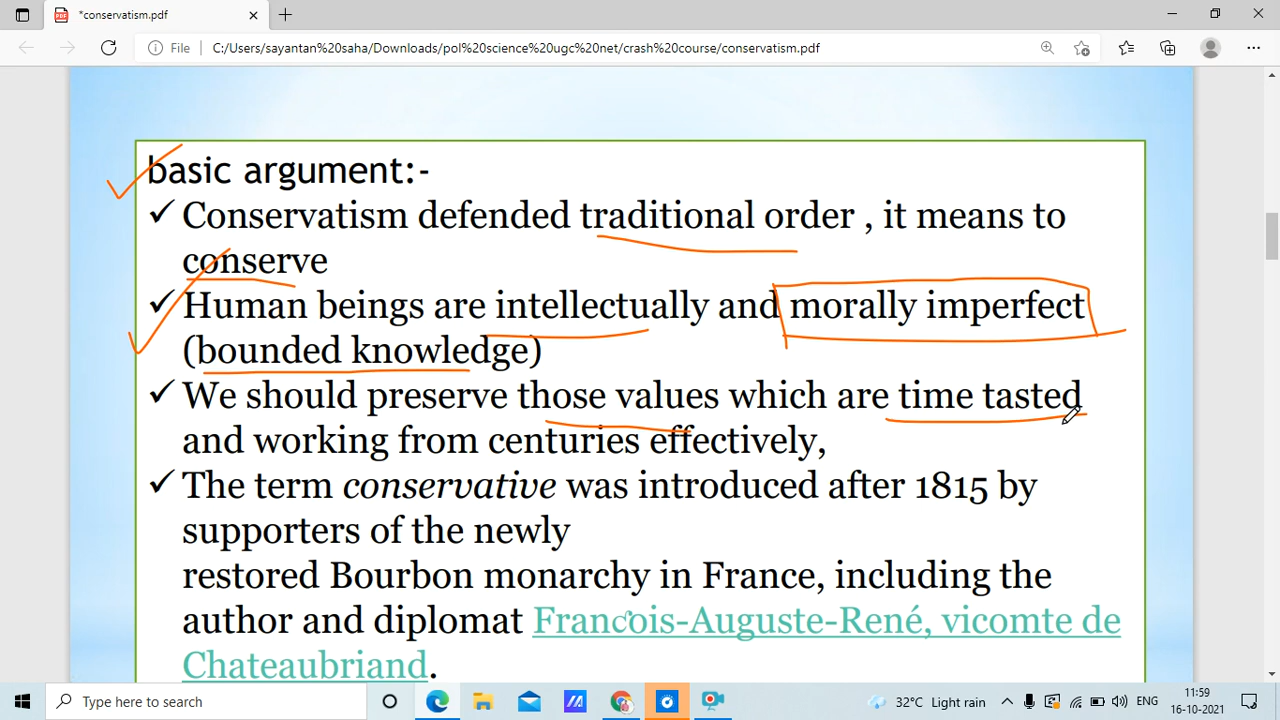 *conservatism.pdf
File
C:/Users/sayantan%20saha/Downloads/pol%20science%20ugc%20net/crash%20course/conservatism.pdf
basic argument:-
✓ Conservatism defended traditional order , it means to
conserve
✓ Human beings are intellectually and morally imperfect
(bounded knowledge)
✓ We should preserve those values which are time tasted
and working from centuries effectively,
✓ The term conservative was introduced after 1815 by
supporters of the newly
restored Bourbon monarchy in France, including the
author and diplomat Franƈois-Auguste-René, vicomte de
Chateaubriand.
Type here to search
32°C Light rain
ENG
11:59
16-10-2021